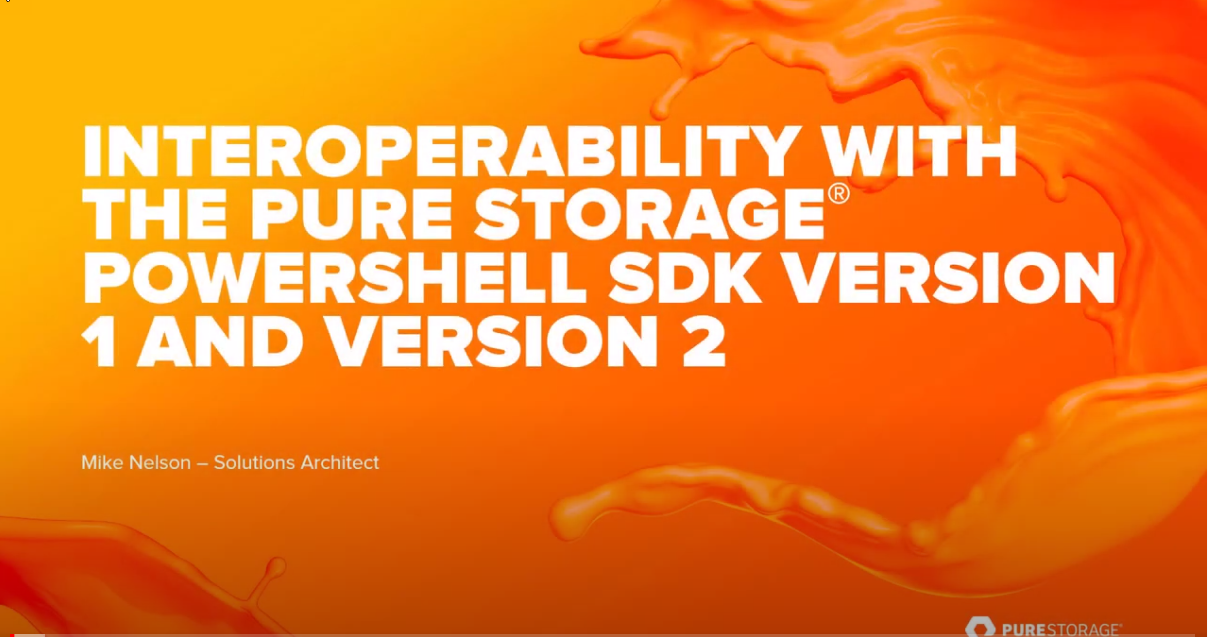 INTEROPERABILITY WITH
THE PURE STORAGE®
POWERSHELL SDK VERSION
1 AND VERSION 2
Mike Nelson – Solutions Architect
PURESTORAGE®